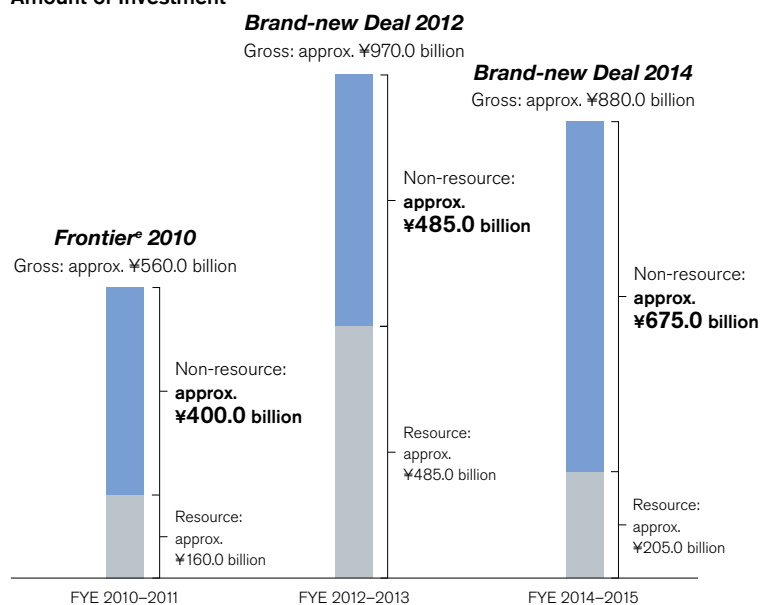 Amount of Investment
Brand-new Deal 2012
Gross: approx. ¥970.0 billion
Brand-new Deal 2014
Gross: approx. ¥880.0 billion
Non-resource:
approx.
¥485.0 billion
Frontierᵉ 2010
Gross: approx. ¥560.0 billion
Non-resource:
approx.
¥675.0 billion
Non-resource:
approx.
¥400.0 billion
Resource:
approx.
¥485.0 billion
Resource:
approx.
¥205.0 billion
Resource:
approx.
¥160.0 billion
FYE 2010–2011
FYE 2012–2013
FYE 2014–2015